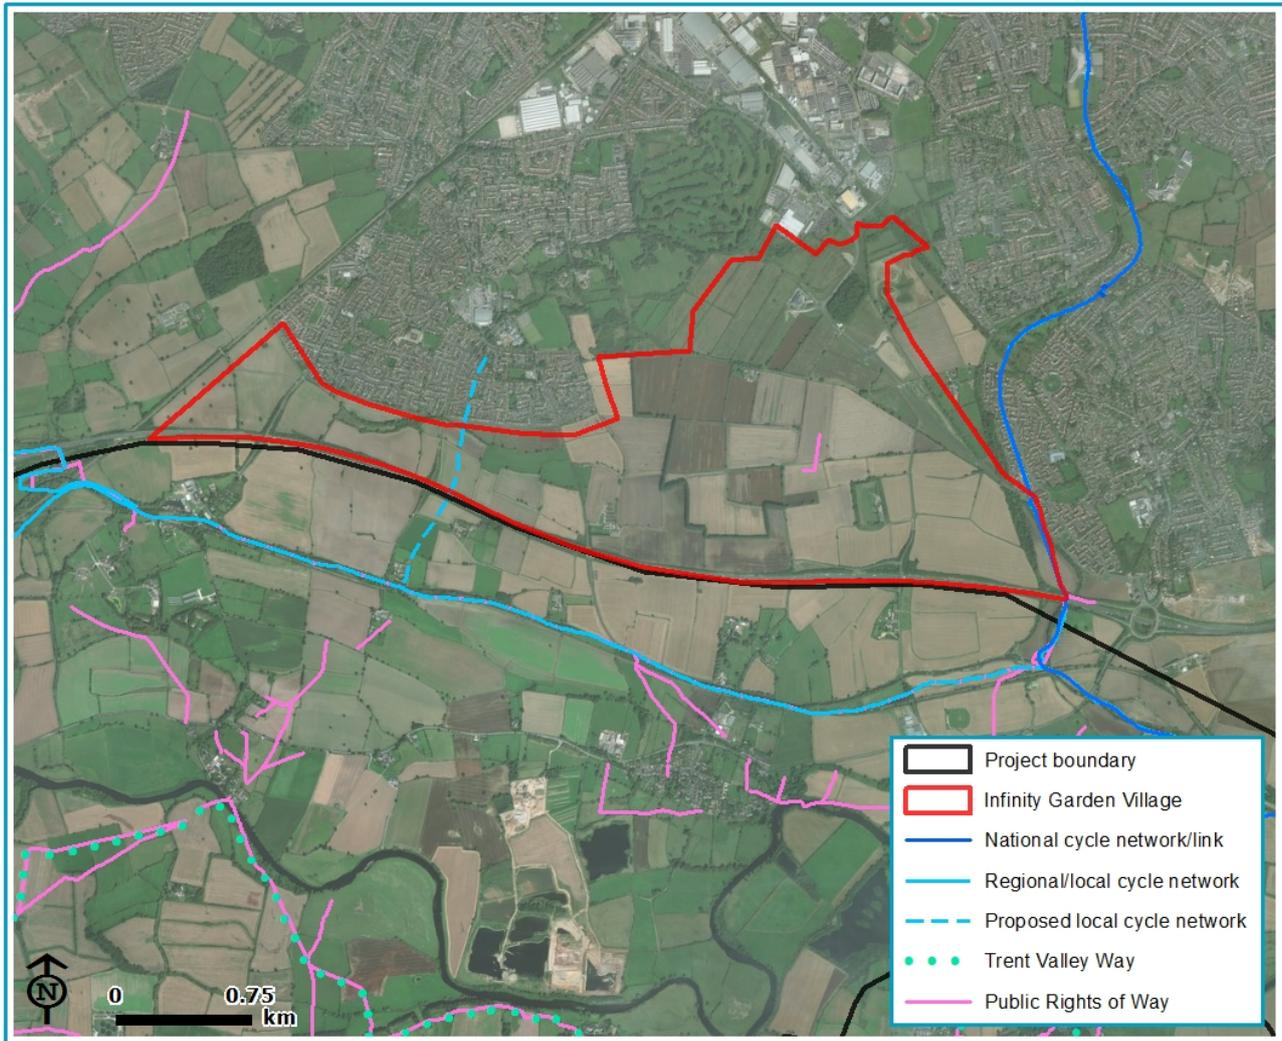 Project boundary
Infinity Garden Village
National cycle network/link
Regional/local cycle network
Proposed local cycle network
Trent Valley Way
Public Rights of Way
N
0 0.75
km